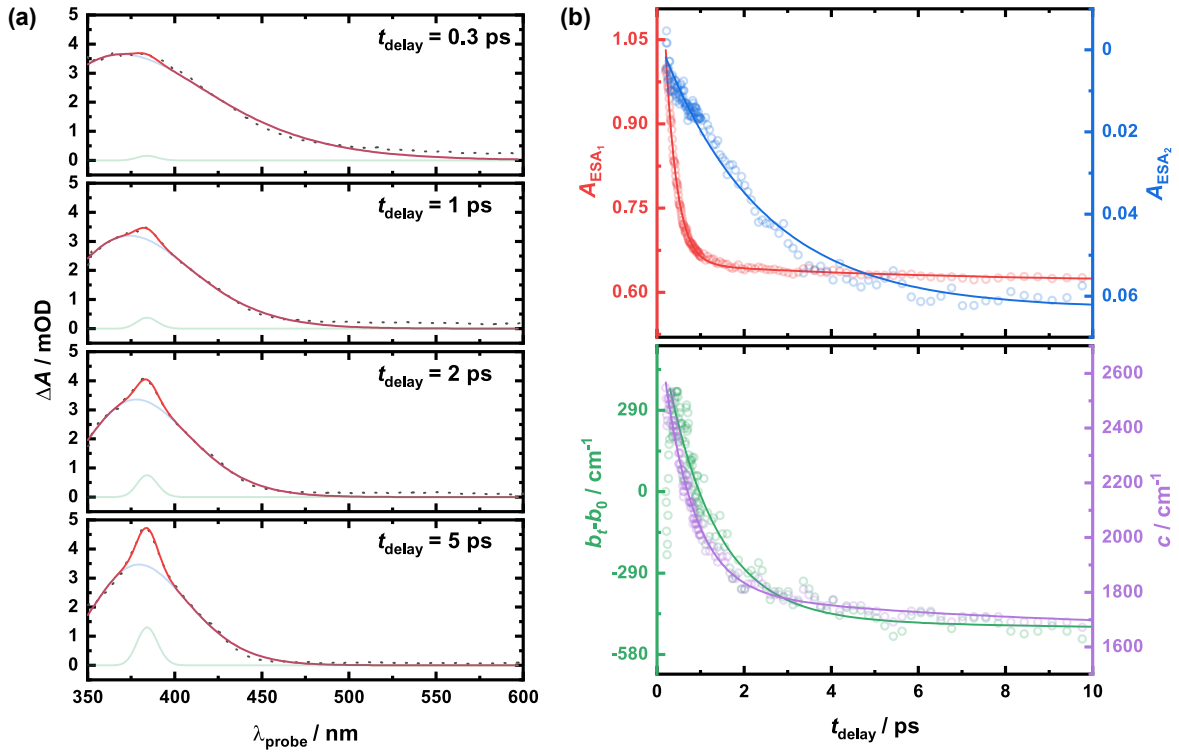 (a)
t_delay = 0.3 ps
5
4
3
2
1
0
t_delay = 1 ps
5
4
3
2
1
0
t_delay = 2 ps
5
4
3
2
1
0
t_delay = 5 ps
5
4
3
2
1
0
ΔA / mOD
350 400 450 500 550 600
λ_probe / nm
(b)
1.05
0.90
0.75
0.60
A_ESA₁
0
0.02
0.04
0.06
A_ESA₂
290
0
-290
-580
b_t-b_0 / cm⁻¹
2600
2400
2200
2000
1800
1600
c / cm⁻¹
0 2 4 6 8 10
t_delay / ps